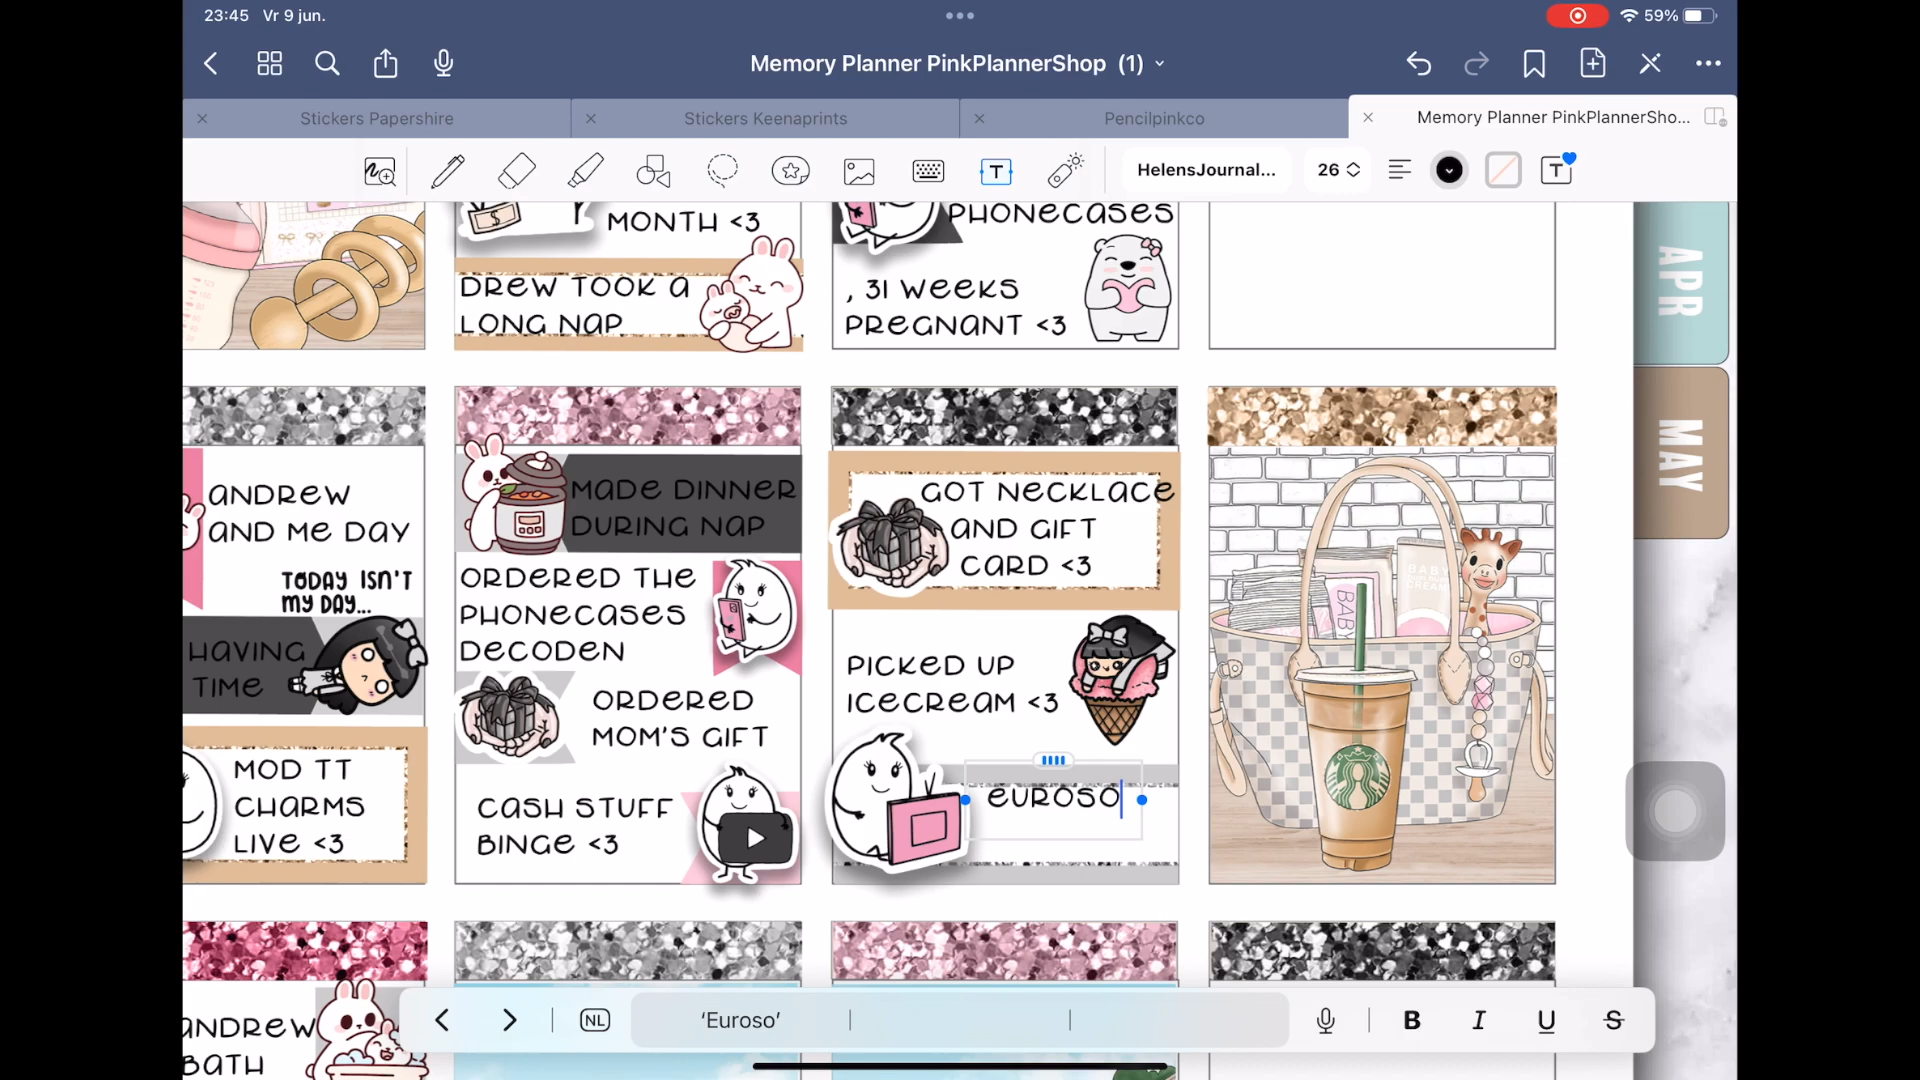 23:45 Vr 9 jun.
59%
Memory Planner PinkPlannerShop (1)
Stickers Papershire
Stickers Keenaprints
Pencilpinkco
Memory Planner PinkPlannerSho...
HelensJournal...
26
MONTH <3
DREW TOOK A
LONG NAP
PHONECASES
, 31 WEEKS
PREGNANT <3
APR
MAY
ANDREW
AND ME DAY
TODAY ISN'T
MY DAY...
HAVING
TIME
MOD TT
CHARMS
LIVE <3
MADE DINNER
DURING NAP
ORDERED THE
PHONECASES
DECODEN
ORDERED
MOM'S GIFT
CASH STUFF
BINGE <3
GOT NECKLACE
AND GIFT
CARD <3
PICKED UP
ICECREAM <3
EUROSO
BABY
BABY
DREAM
ANDREW
BATH
NL
'Euroso'
B I U S